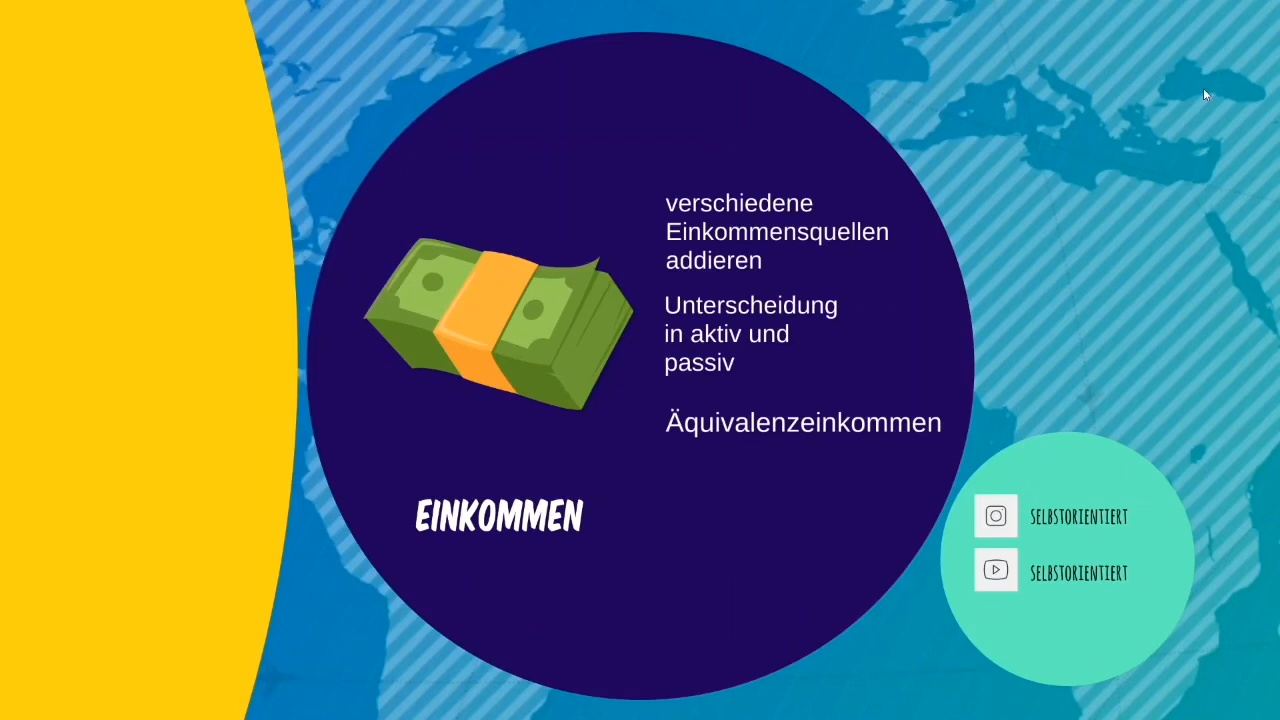 verschiedene
Einkommensquellen
addieren
Unterscheidung
in aktiv und
passiv
Äquivalenzeinkommen
EINKOMMEN
SELBSTORIENTIERT
SELBSTORIENTIERT